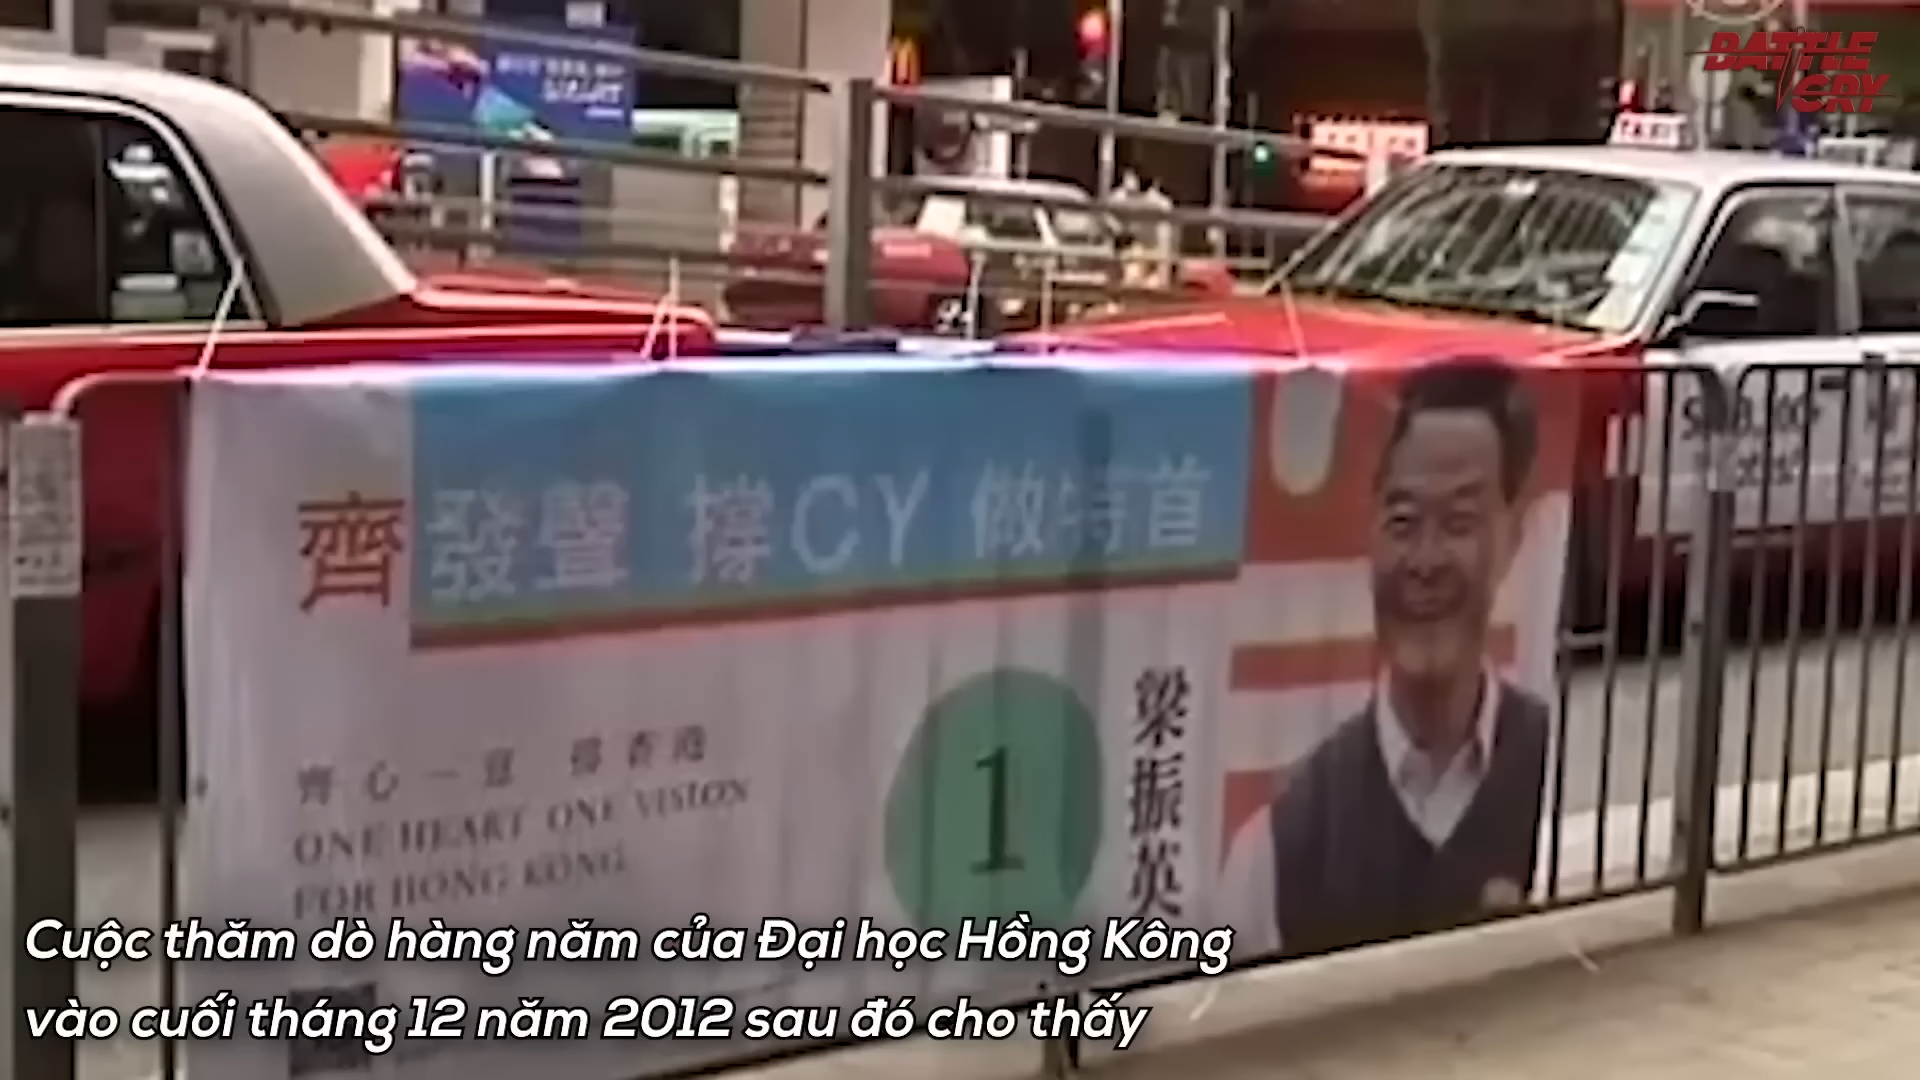 BATTLE
CRY
TAXI
齊發聲 撐CY 做特首
1
梁振英
齊心一意 撐香港
ONE HEART ONE VISION
FOR HONG KONG
Cuộc thăm dò hàng năm của Đại học Hồng Kông
vào cuối tháng 12 năm 2012 sau đó cho thấy